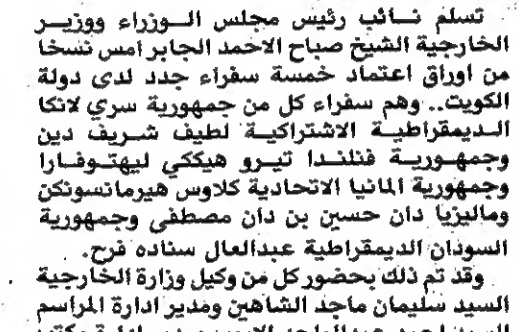 تسلم نائب رئيس مجلس الوزراء ووزير
الخارجية الشيخ صباح الاحمد الجابر امس نسخا
من اوراق اعتماد خمسة سفراء جدد لدى دولة
الكويت.. وهم سفراء كل من جمهورية سري لانكا
الديمقراطية الاشتراكية لطيف شريف دين
وجمهورية فنلندا تيرو هيككي ليهتوفارا
وجمهورية المانيا الاتحادية كلاوس هيرمانسونكن
وماليزيا دان حسين بن دان مصطفى وجمهورية
السودان الديمقراطية عبدالعال سناده فرح.
وقد تم ذلك بحضور كل من وكيل وزارة الخارجية
السيد سليمان ماجد الشاهين ومدير ادارة المراسم